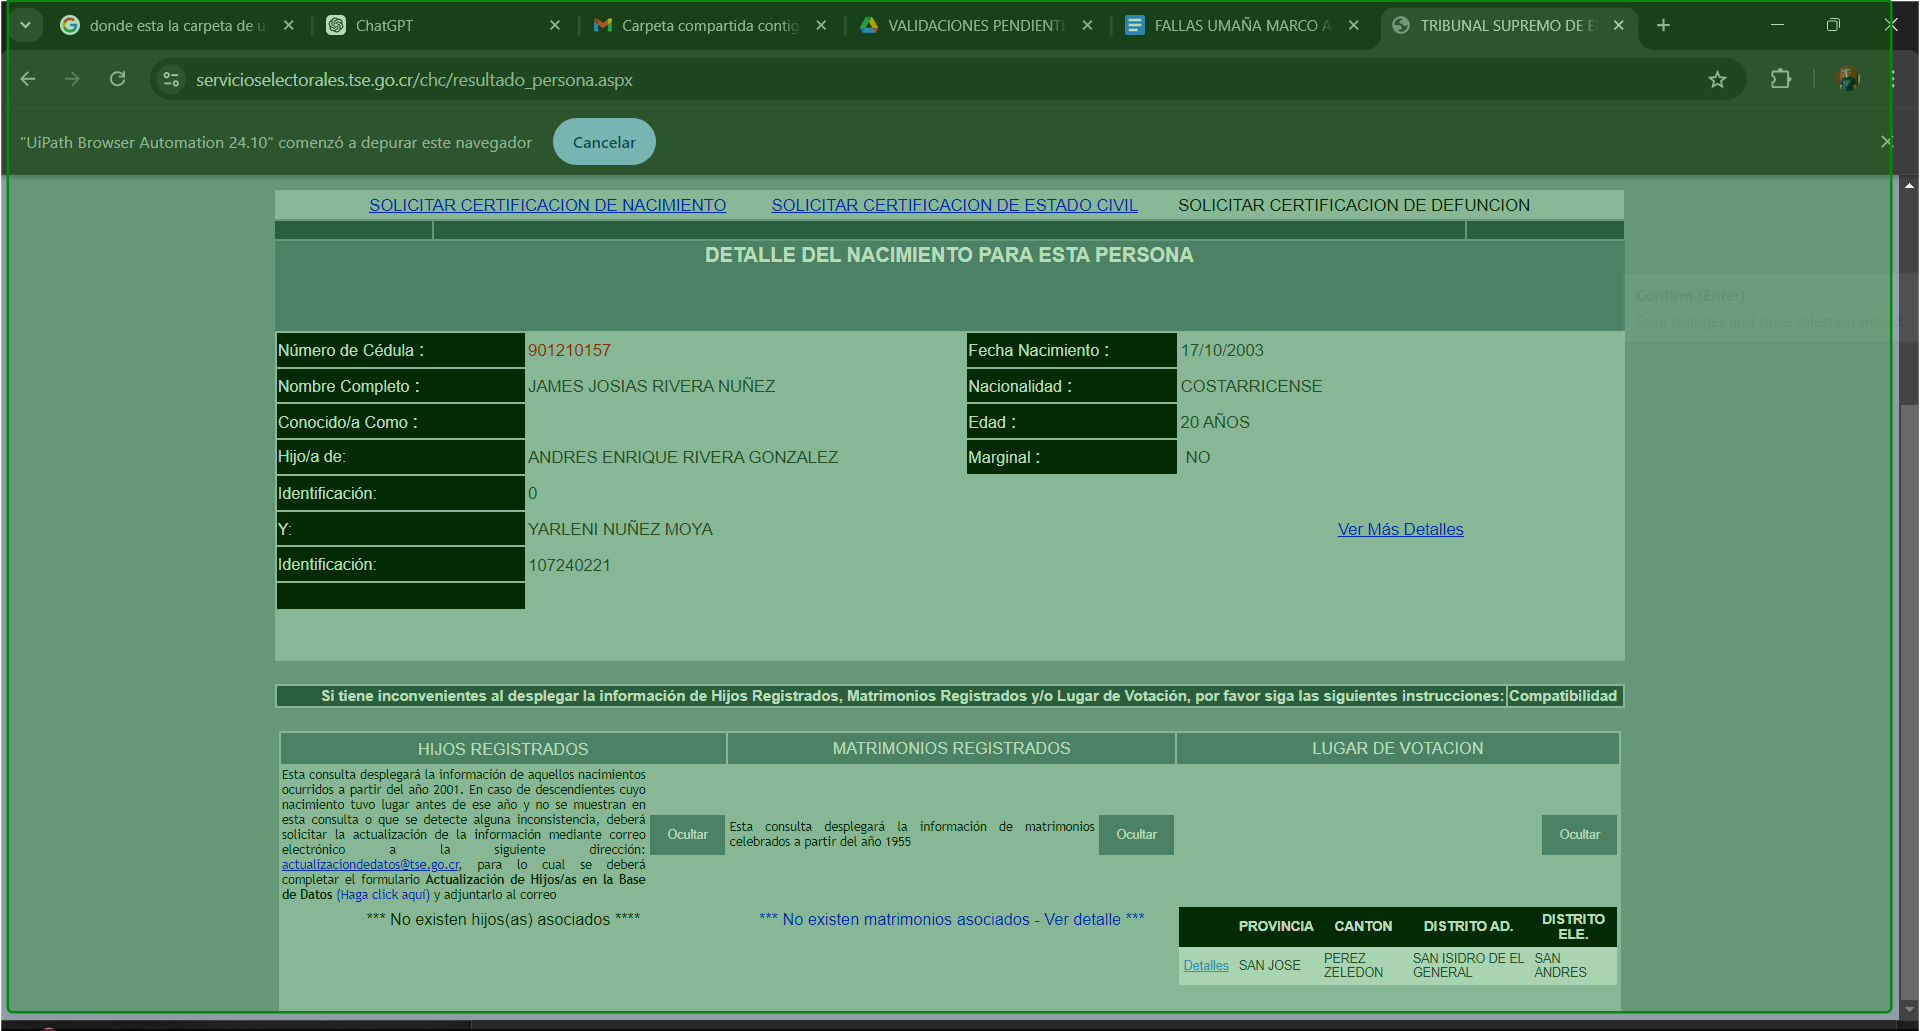 donde esta la carpeta de u
ChatGPT
Carpeta compartida contig
VALIDACIONES PENDIENTE
FALLAS UMAÑA MARCO A
TRIBUNAL SUPREMO DE E
servicioselectorales.tse.go.cr/chc/resultado_persona.aspx
"UiPath Browser Automation 24.10" comenzó a depurar este navegador
Cancelar
SOLICITAR CERTIFICACION DE NACIMIENTO
SOLICITAR CERTIFICACION DE ESTADO CIVIL
SOLICITAR CERTIFICACION DE DEFUNCION
DETALLE DEL NACIMIENTO PARA ESTA PERSONA
Confirm (Enter)
Save changes and close selection wizard.
Número de Cédula : 901210157
Fecha Nacimiento : 17/10/2003
Nombre Completo : JAMES JOSIAS RIVERA NUÑEZ
Nacionalidad : COSTARRICENSE
Conocido/a Como :
Edad : 20 AÑOS
Hijo/a de: ANDRES ENRIQUE RIVERA GONZALEZ
Marginal : NO
Identificación: 0
Y: YARLENI NUÑEZ MOYA
Ver Más Detalles
Identificación: 107240221
Si tiene inconvenientes al desplegar la información de Hijos Registrados, Matrimonios Registrados y/o Lugar de Votación, por favor siga las siguientes instrucciones: Compatibilidad
HIJOS REGISTRADOS
Esta consulta desplegará la información de aquellos nacimientos
ocurridos a partir del año 2001. En caso de descendientes cuyo
nacimiento tuvo lugar antes de ese año y no se muestran en
esta consulta o que se detecte alguna inconsistencia, deberá
solicitar la actualización de la información mediante correo
electrónico a la siguiente dirección:
actualizaciondedatos@tse.go.cr, para lo cual se deberá
completar el formulario Actualización de Hijos/as en la Base
de Datos (Haga click aquí) y adjuntarlo al correo
Ocultar
*** No existen hijos(as) asociados ****
MATRIMONIOS REGISTRADOS
Esta consulta desplegará la información de matrimonios
celebrados a partir del año 1955
Ocultar
*** No existen matrimonios asociados - Ver detalle ***
LUGAR DE VOTACION
Ocultar
PROVINCIA CANTON DISTRITO AD. DISTRITO
ELE.
Detalles SAN JOSE PEREZ SAN ISIDRO DE EL SAN
ZELEDON GENERAL ANDRES